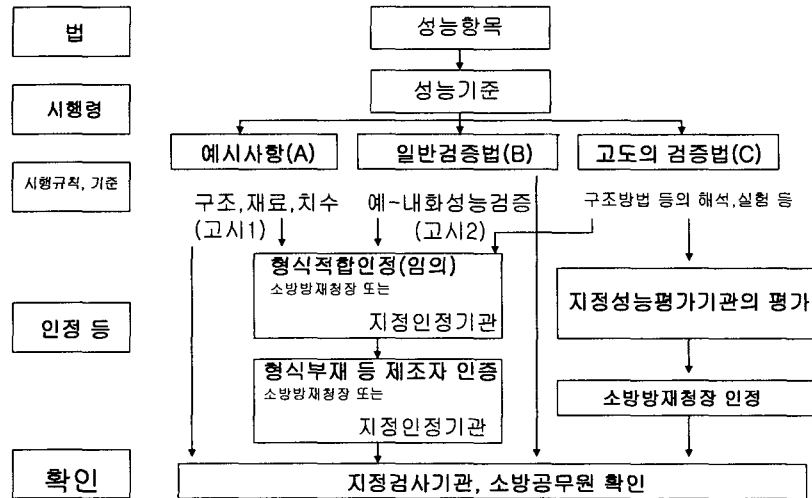 법
성능항목
시행령
성능기준
예시사항(A)
일반검증법(B)
고도의 검증법(C)
시행규칙, 기준
구조,재료,치수
(고시1)
예~내화성능검증
(고시2)
구조방법 등의 해석,실험 등
형식적합인정(임의)
소방방재청장 또는
지정인정기관
지정성능평가기관의 평가
인정 등
형식부재 등 제조자 인증
소방방재청장 또는
지정인정기관
소방방재청장 인정
확인
지정검사기관, 소방공무원 확인